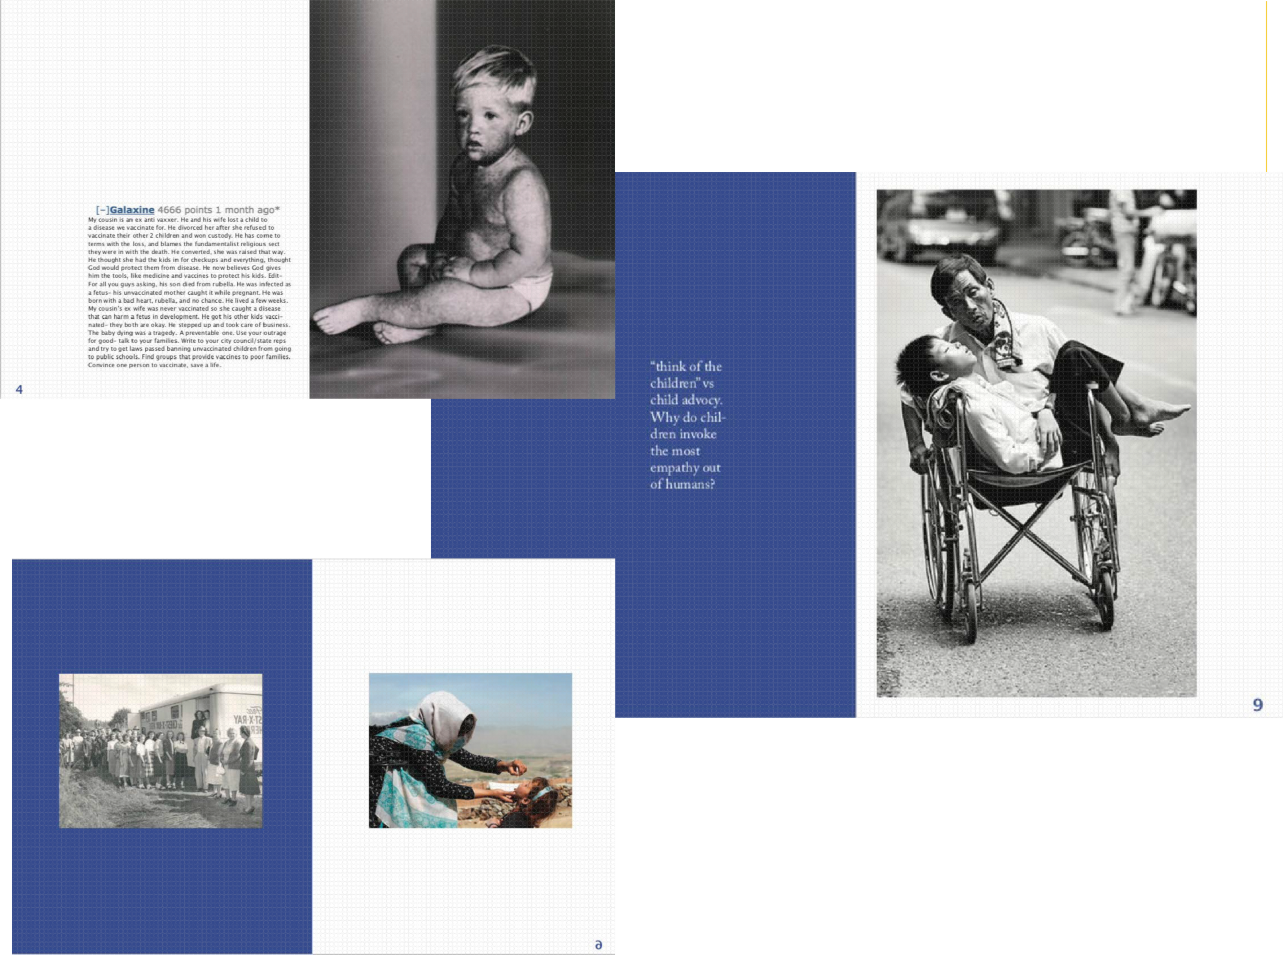 [–]Galaxine 4666 points 1 month ago*
My cousin is an ex anti vaxxer. He and his wife lost a child to
a disease we vaccinate for. He divorced her after she refused to
vaccinate their other 2 children and won custody. He has come to
terms with the loss, and blames the fundamentalist religious sect
they were in with the death. He converted, she was raised that way.
He thought she had the kids in for checkups and everything, thought
God would protect them from disease. He now believes God gives
him the tools, like medicine and vaccines to protect his kids. Edit–
For all you guys asking, his son died from rubella. He was infected as
a fetus– his unvaccinated mother caught it while pregnant. He was
born with a bad heart, rubella, and no chance. He lived a few weeks.
My cousin's ex wife was never vaccinated so she caught a disease
that can harm a fetus in development. He got his other kids vacci-
nated– they both are okay. He stepped up and took care of business.
The baby dying was a tragedy. A preventable one. Use your outrage
for good– talk to your families. Write to your city council/state reps
and try to get laws passed banning unvaccinated children from going
to public schools. Find groups that provide vaccines to poor families.
Convince one person to vaccinate, save a life.
4
“think of the
children” vs
child advocy.
Why do chil-
dren invoke
the most
empathy out
of humans?
9
X-RAY
6